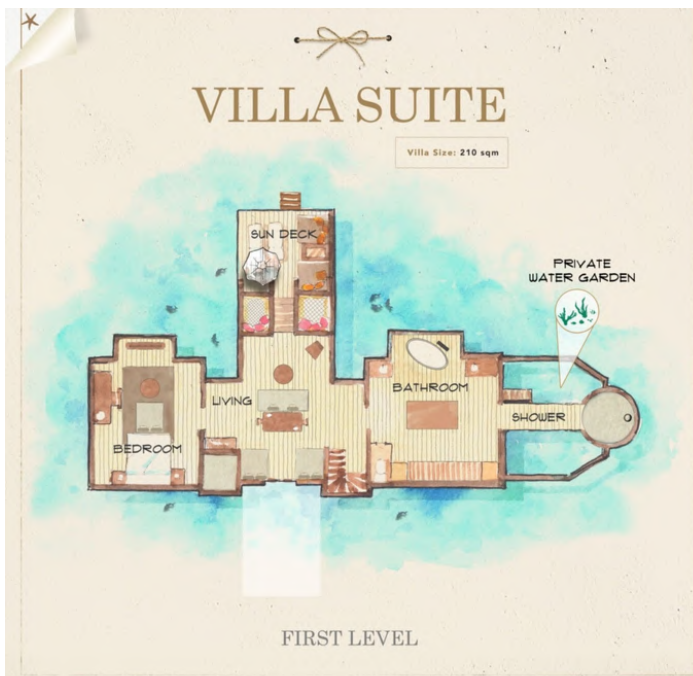 VILLA SUITE
Villa Size: 210 sqm
SUN DECK
PRIVATE
WATER GARDEN
LIVING
BATHROOM
SHOWER
BEDROOM
FIRST LEVEL